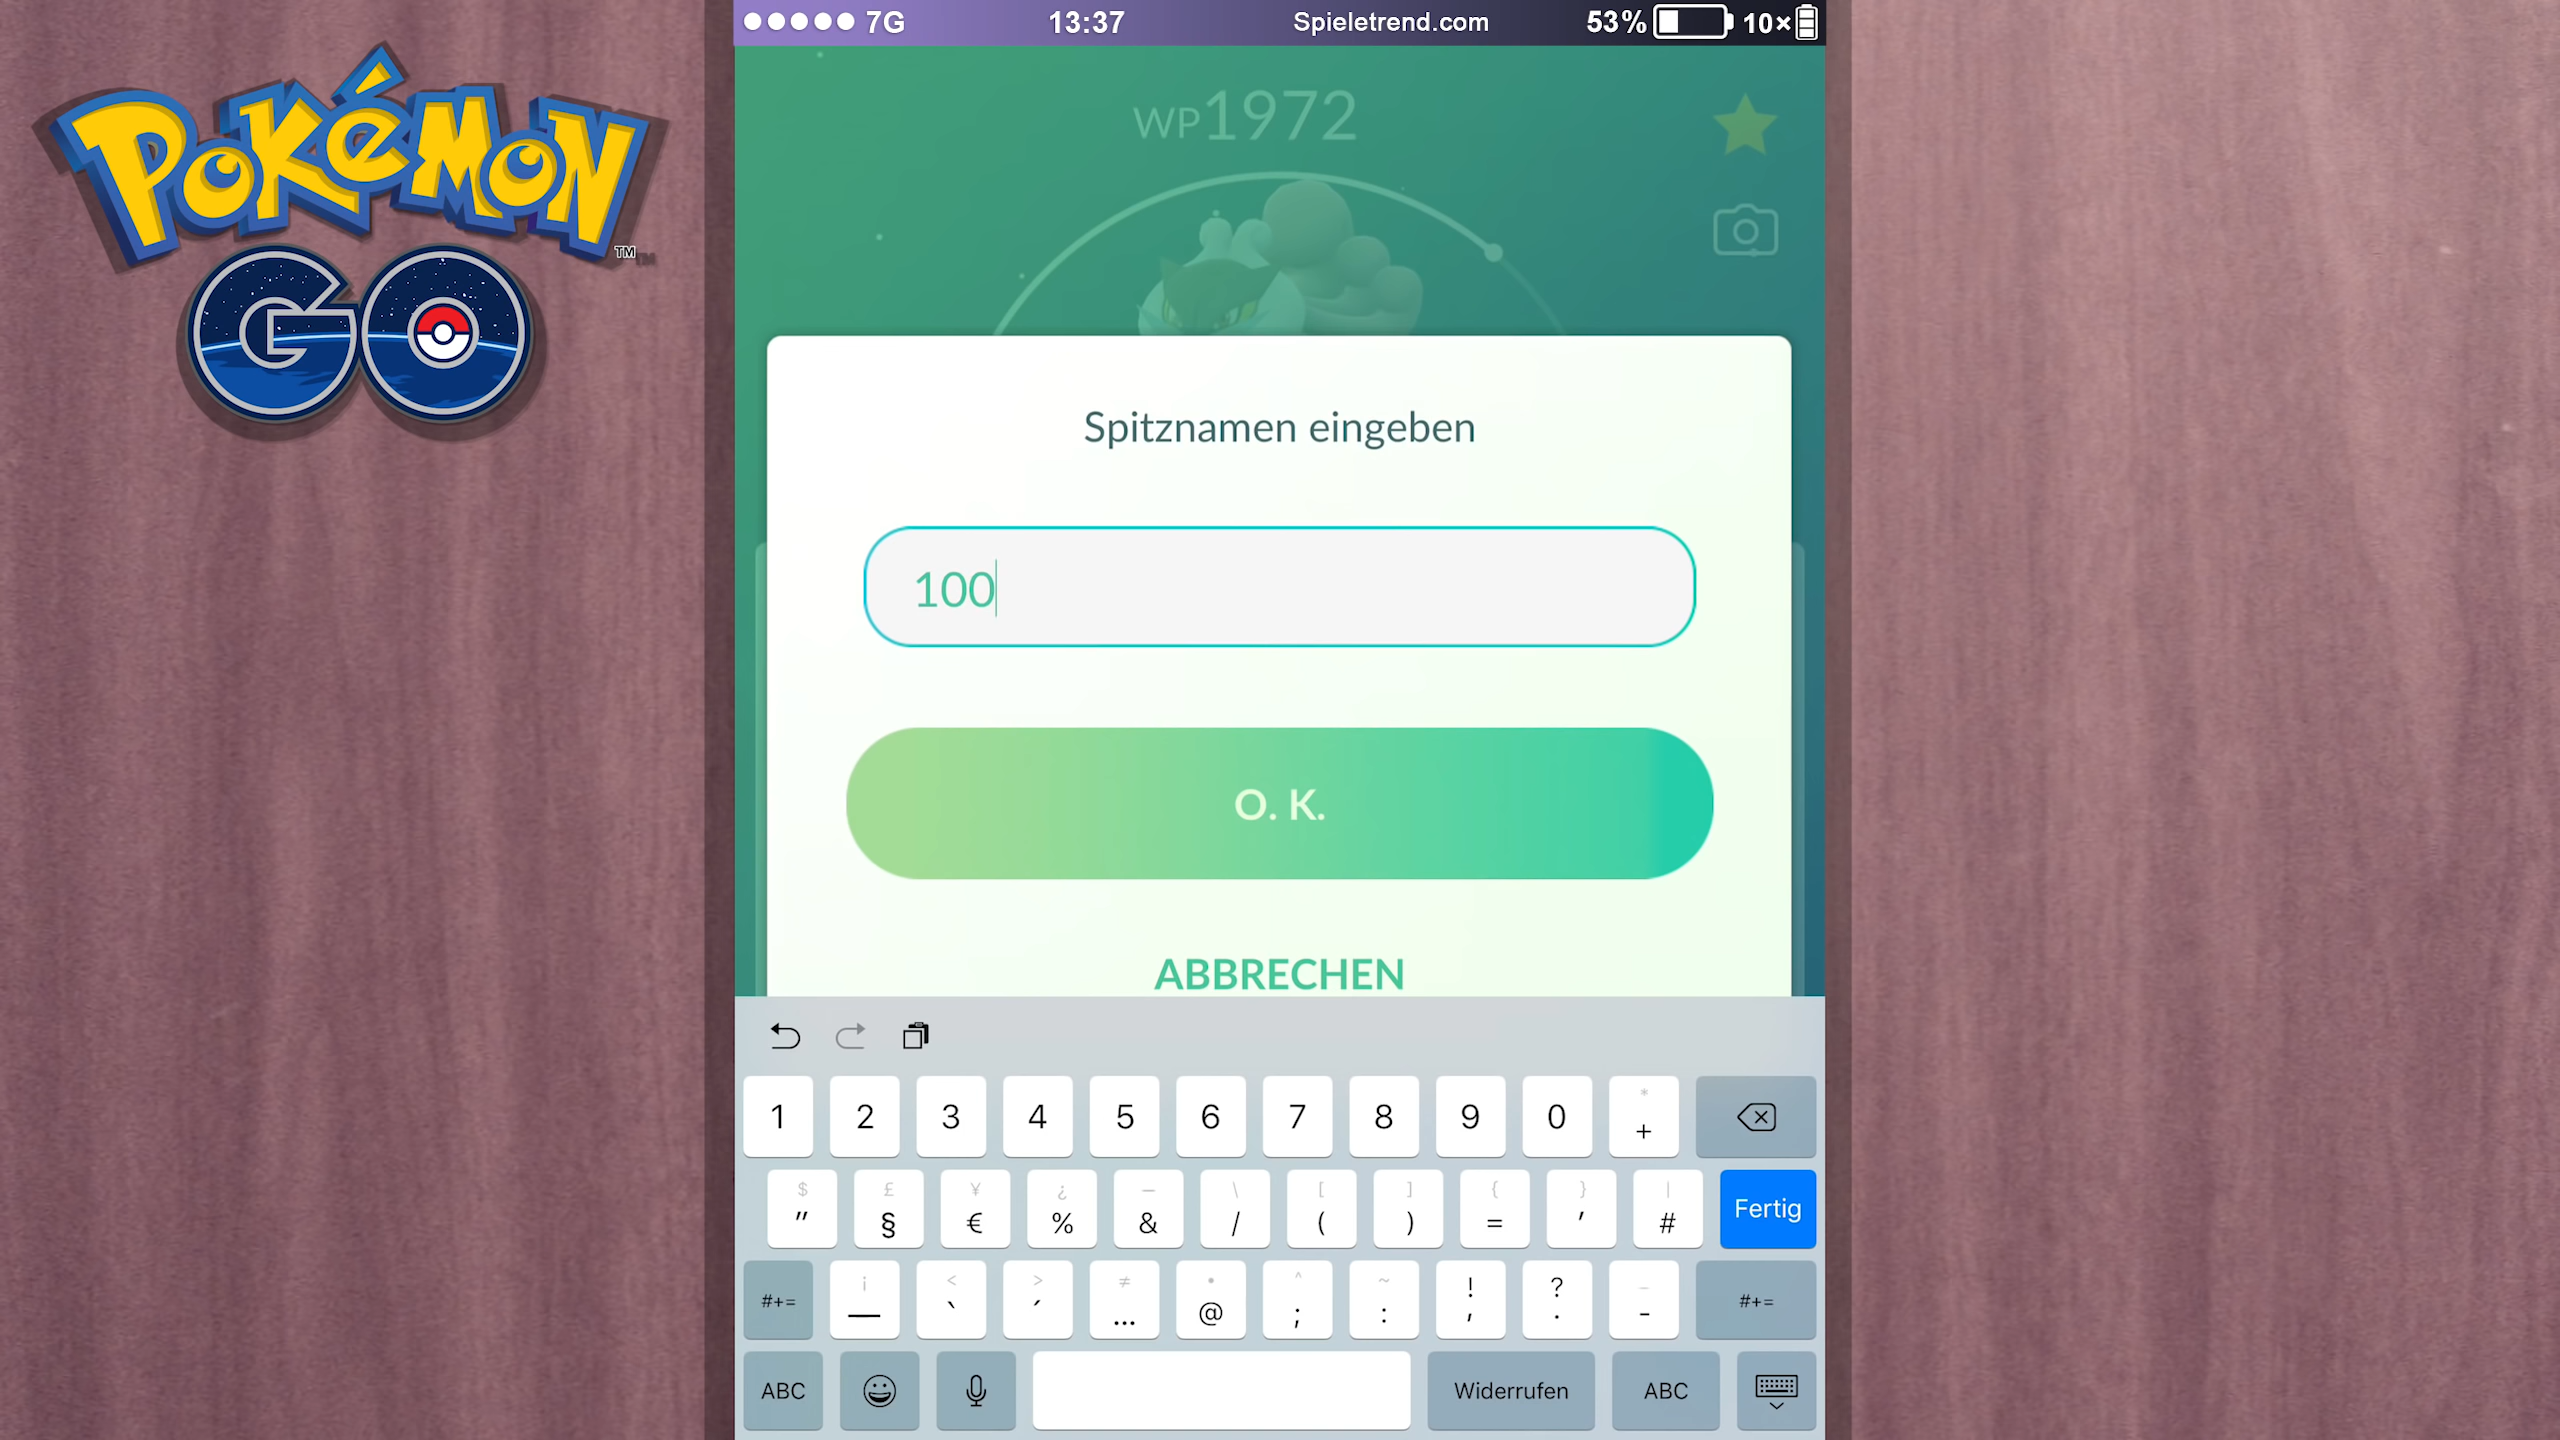 POKéMON
TM
GO
7G 13:37 Spieletrend.com 53% 10×
WP1972
Spitznamen eingeben
100
O. K.
ABBRECHEN
1 2 3 4 5 6 7 8 9 0 * +
$ £ ¥ ¿ – \ [ ] { } |
" § € % & / ( ) = ' # Fertig
¡ < > ≠ • ^ ~ ! ? _
#+= — ` ´ … @ ; : , . - #+=
ABC Widerrufen ABC